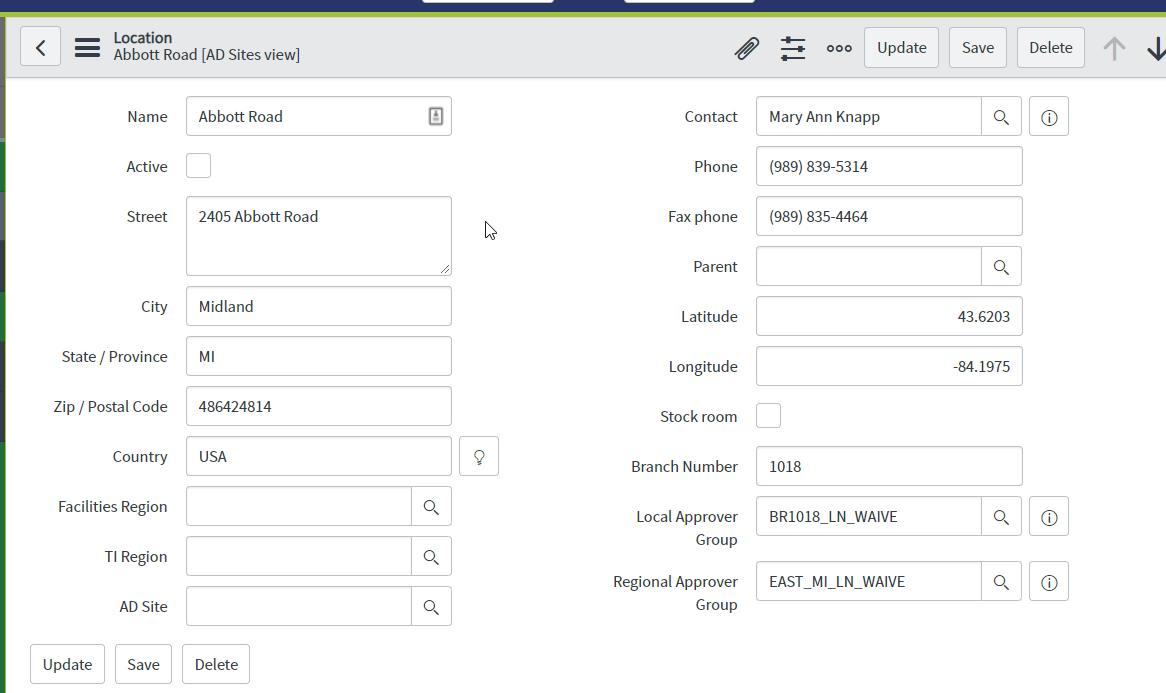 Location
Abbott Road [AD Sites view]
Update
Save
Delete
Name
Abbott Road
Active
Street
2405 Abbott Road
City
Midland
State / Province
MI
Zip / Postal Code
486424814
Country
USA
Facilities Region
TI Region
AD Site
Contact
Mary Ann Knapp
Phone
(989) 839-5314
Fax phone
(989) 835-4464
Parent
Latitude
43.6203
Longitude
-84.1975
Stock room
Branch Number
1018
Local Approver
Group
BR1018_LN_WAIVE
Regional Approver
Group
EAST_MI_LN_WAIVE
Update
Save
Delete